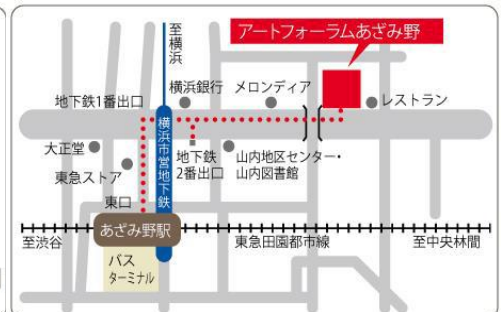 至横浜
アートフォーラムあざみ野
横浜銀行
メロンディア
レストラン
地下鉄1番出口
横浜市営地下鉄
大正堂
地下鉄
2番出口
山内地区センター・
山内図書館
東急ストア
東口
あざみ野駅
至渋谷
東急田園都市線
至中央林間
バス
ターミナル